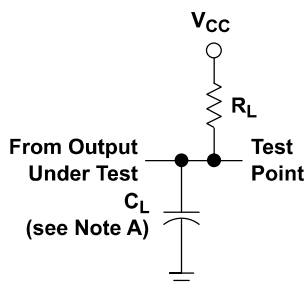 VCC
RL
From Output
Under Test
Test
Point
CL
(see Note A)